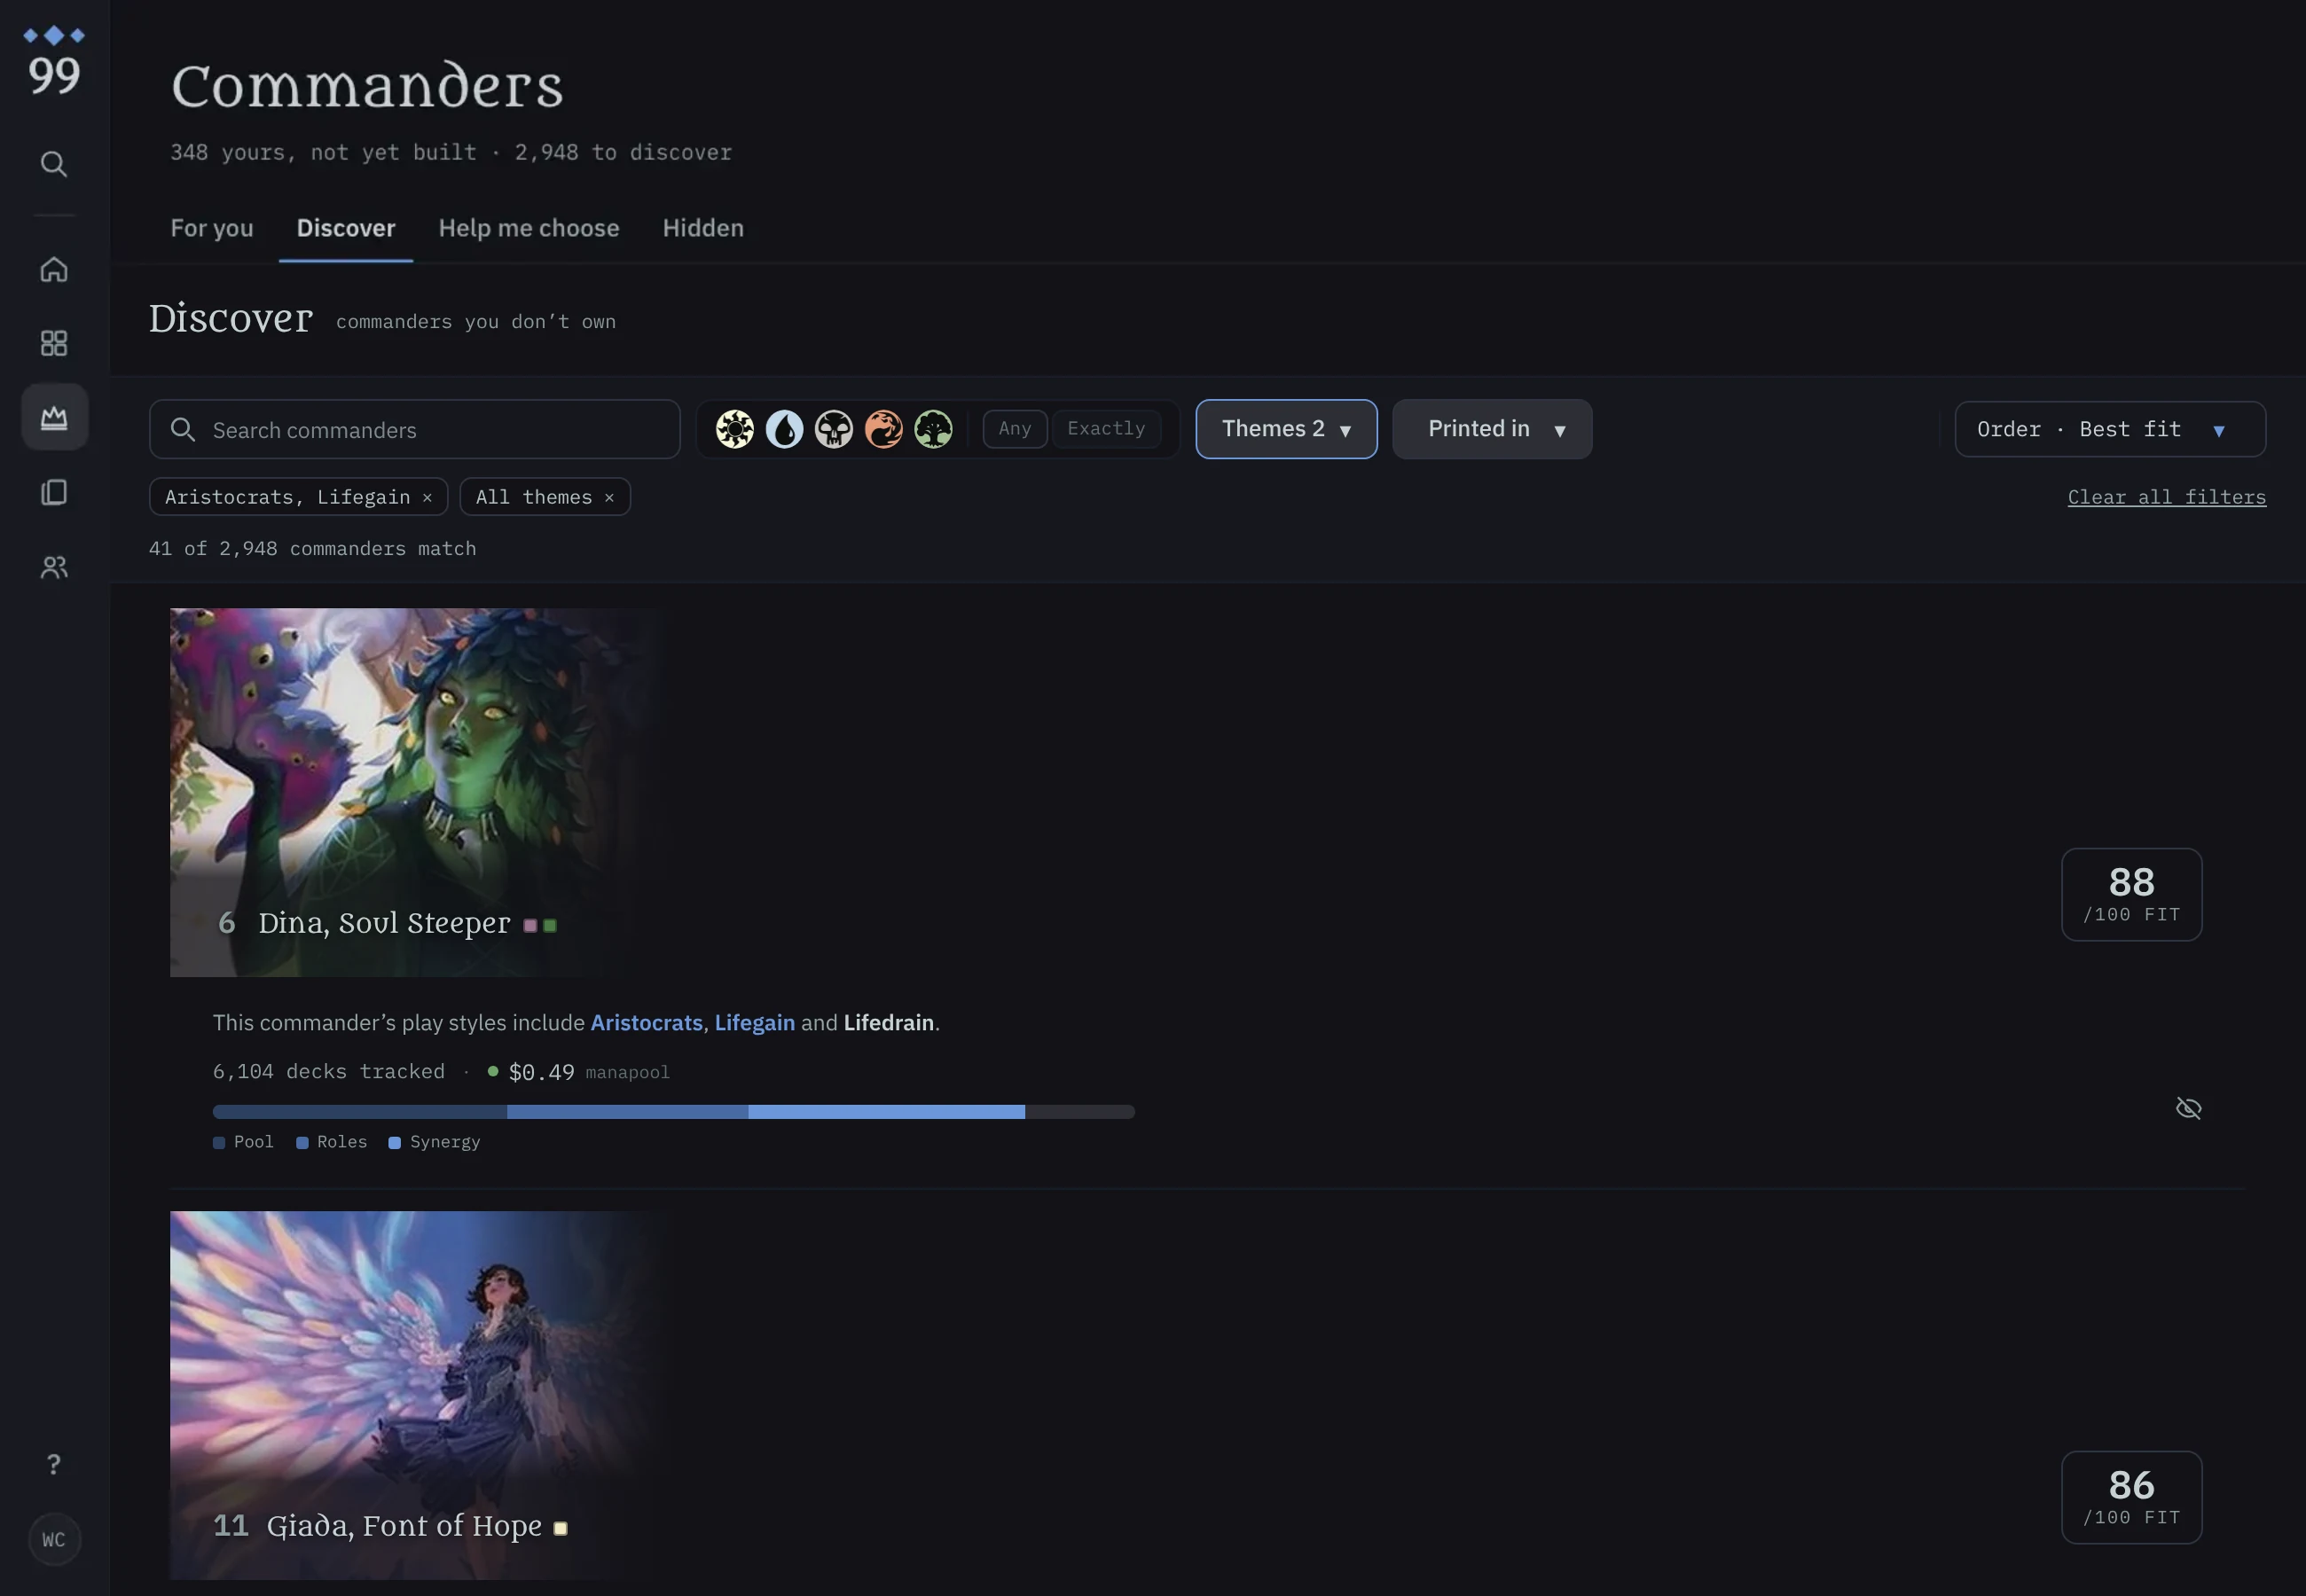 99
Commanders
348 yours, not yet built · 2,948 to discover
For you Discover Help me choose Hidden
Discover commanders you don’t own
Search commanders Any Exactly Themes 2 ▼ Printed in ▼ Order · Best fit ▼
Aristocrats, Lifegain × All themes × Clear all filters
41 of 2,948 commanders match
6 Dina, Soul Steeper
88
/100 FIT
This commander’s play styles include Aristocrats, Lifegain and Lifedrain.
6,104 decks tracked · $0.49 manapool
Pool Roles Synergy
11 Giada, Font of Hope
86
/100 FIT
?
WC